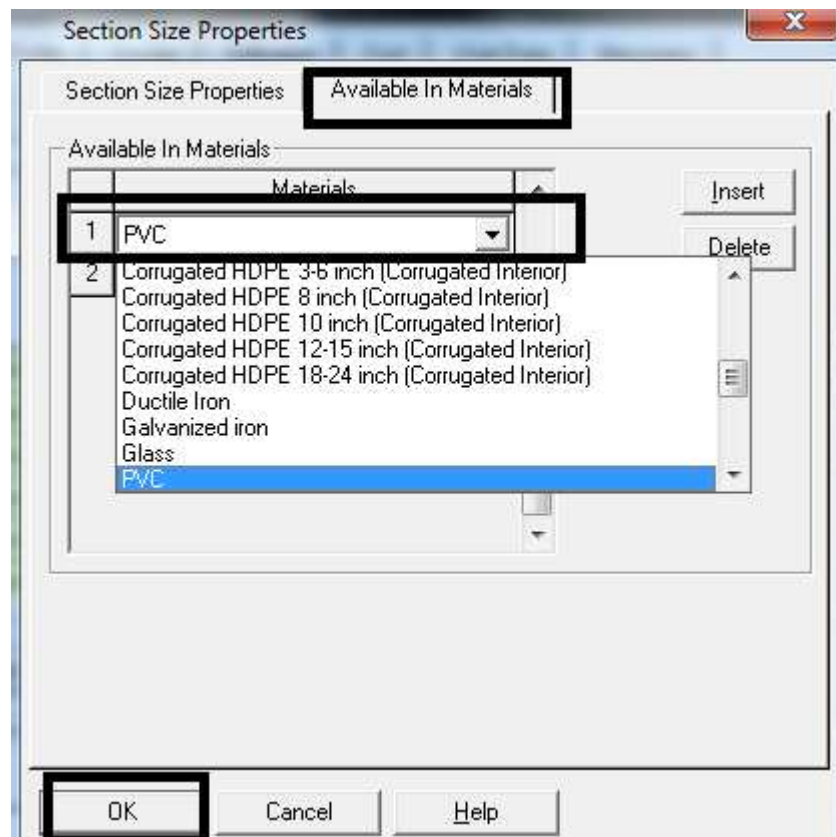 Section Size Properties
Section Size Properties Available In Materials
Available In Materials
Materials
Insert
1 PVC
Delete
2 Corrugated HDPE 3-6 inch (Corrugated Interior)
Corrugated HDPE 8 inch (Corrugated Interior)
Corrugated HDPE 10 inch (Corrugated Interior)
Corrugated HDPE 12-15 inch (Corrugated Interior)
Corrugated HDPE 18-24 inch (Corrugated Interior)
Ductile Iron
Galvanized iron
Glass
PVC
OK Cancel Help